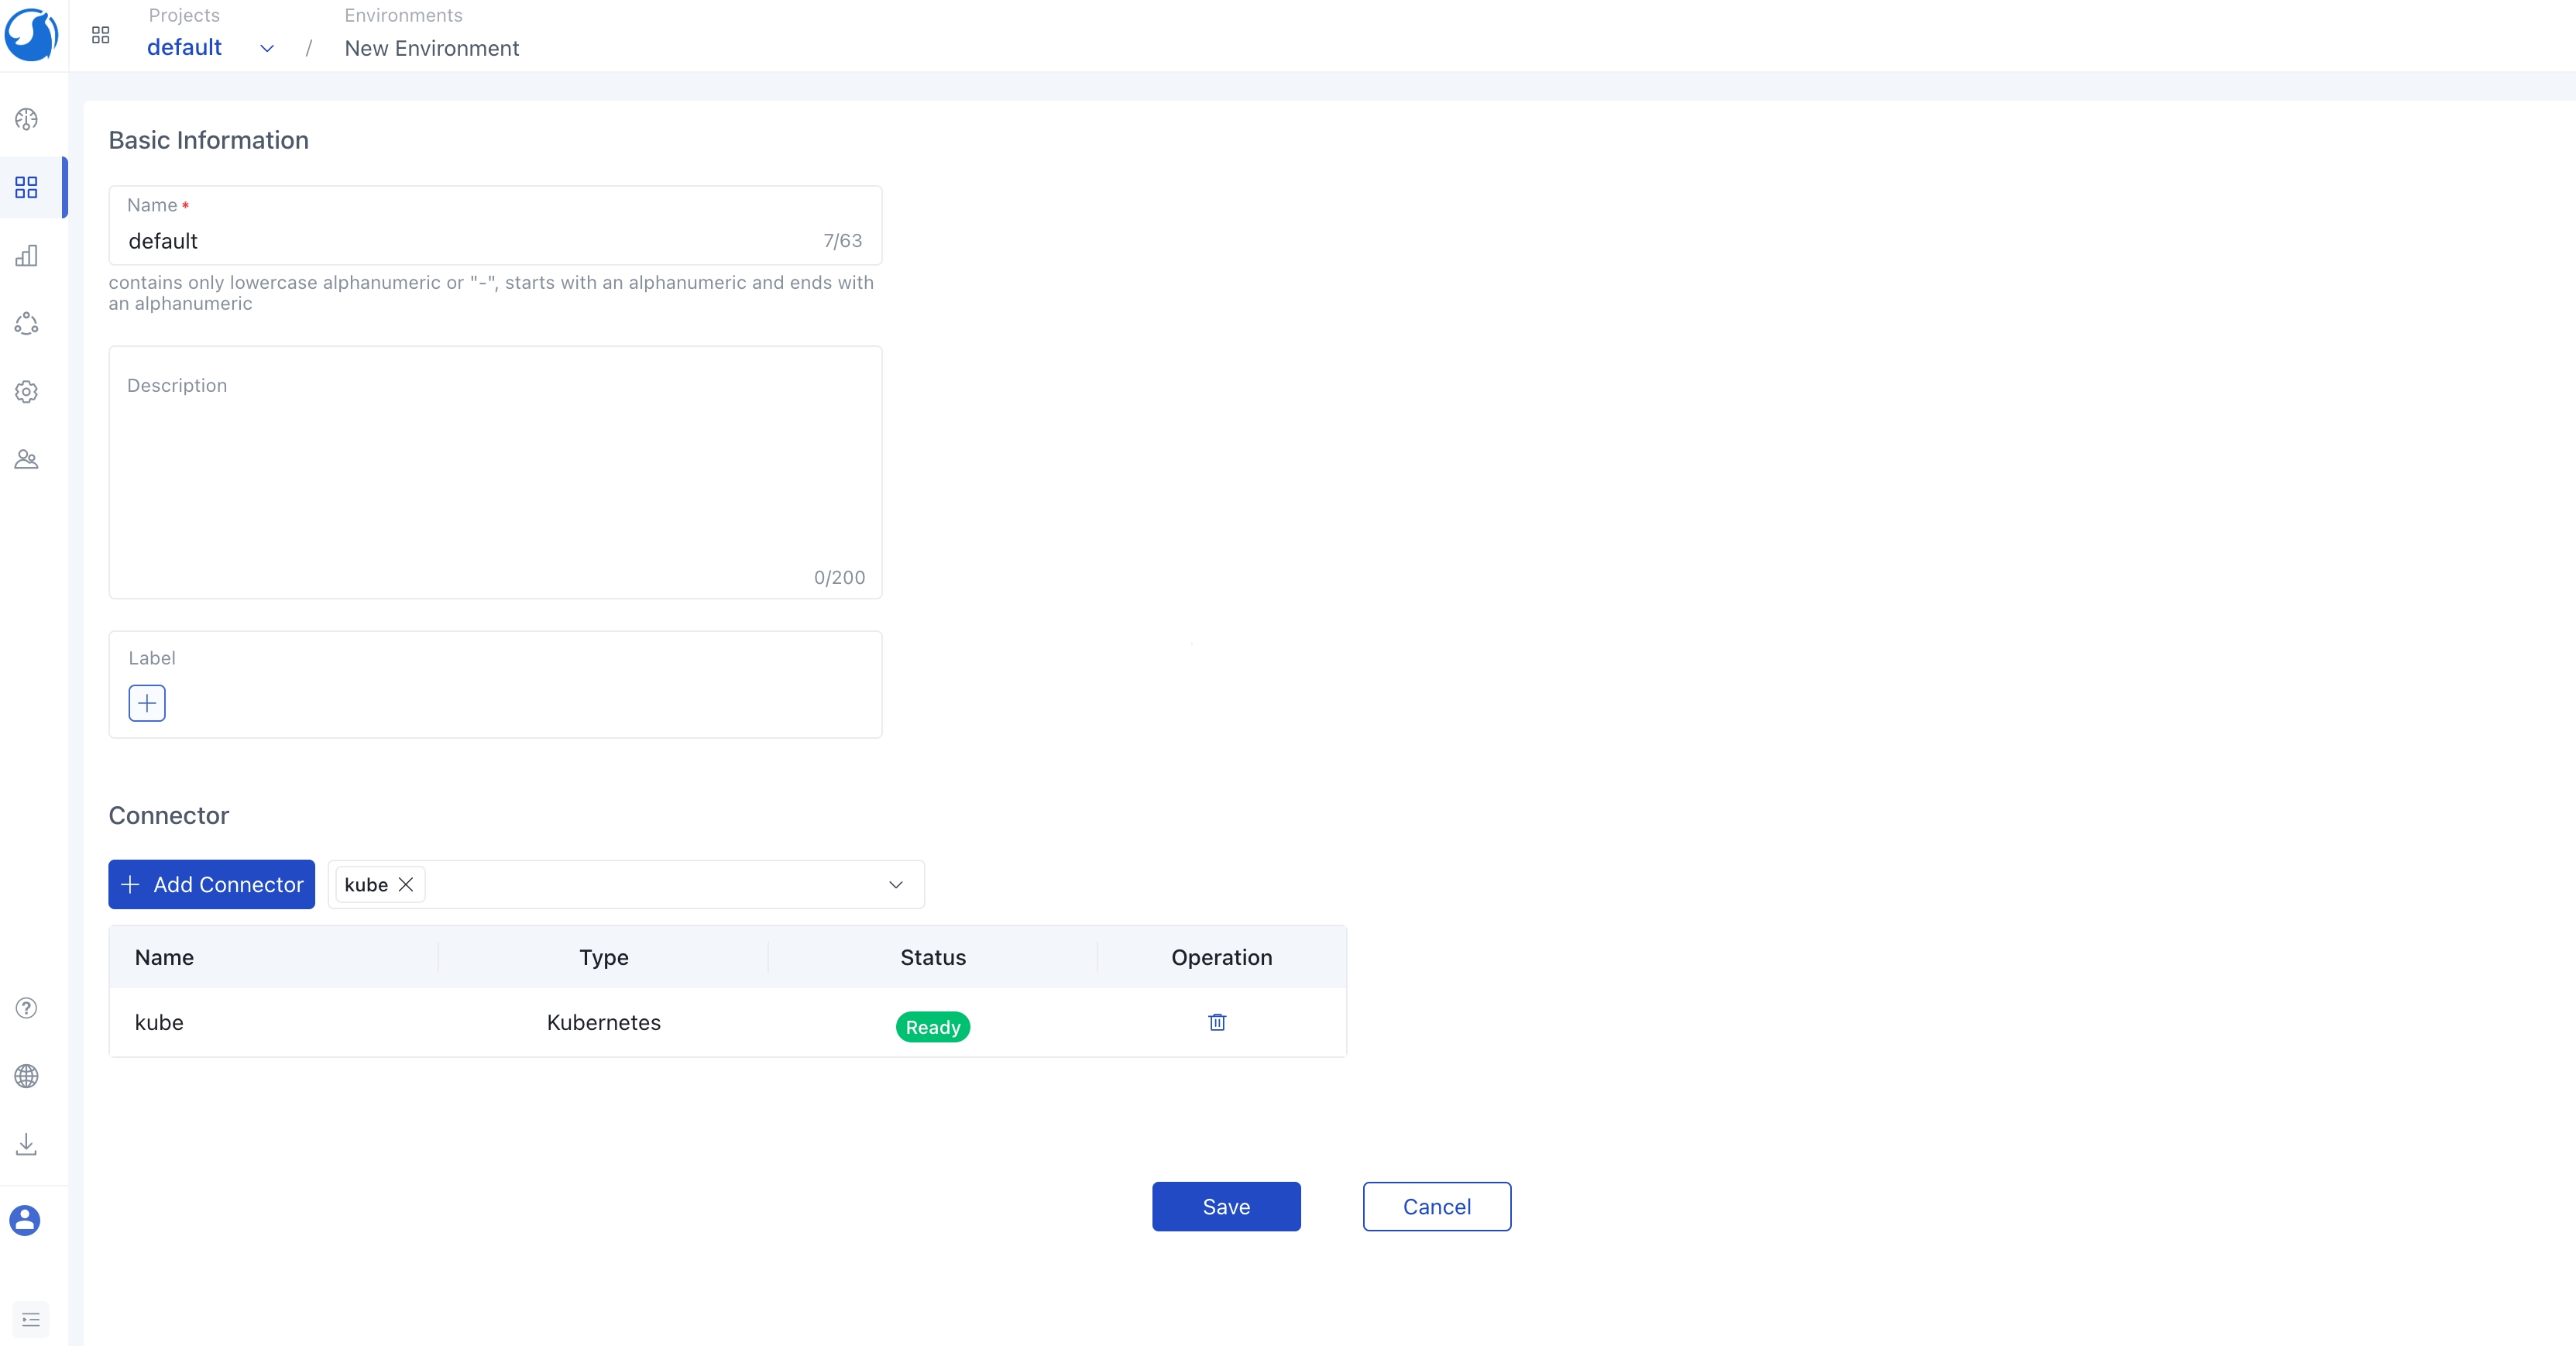 Projects
Environments
default
/
New Environment
Basic Information
Name *
default
7/63
contains only lowercase alphanumeric or "-", starts with an alphanumeric and ends with
an alphanumeric
Description
0/200
Label
Connector
Add Connector
kube
Name
Type
Status
Operation
kube
Kubernetes
Ready
Save
Cancel